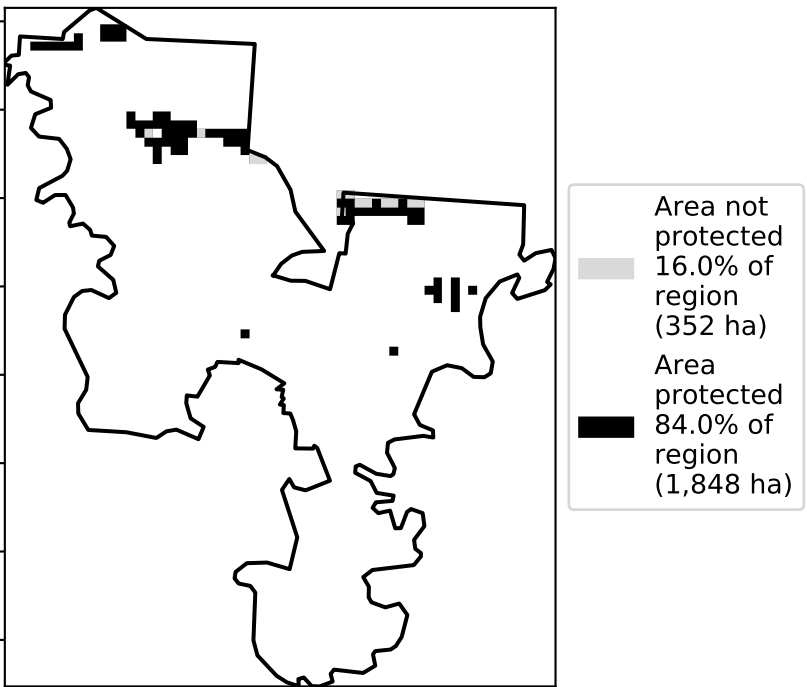 Area not
protected
16.0% of
region
(352 ha)
Area
protected
84.0% of
region
(1,848 ha)